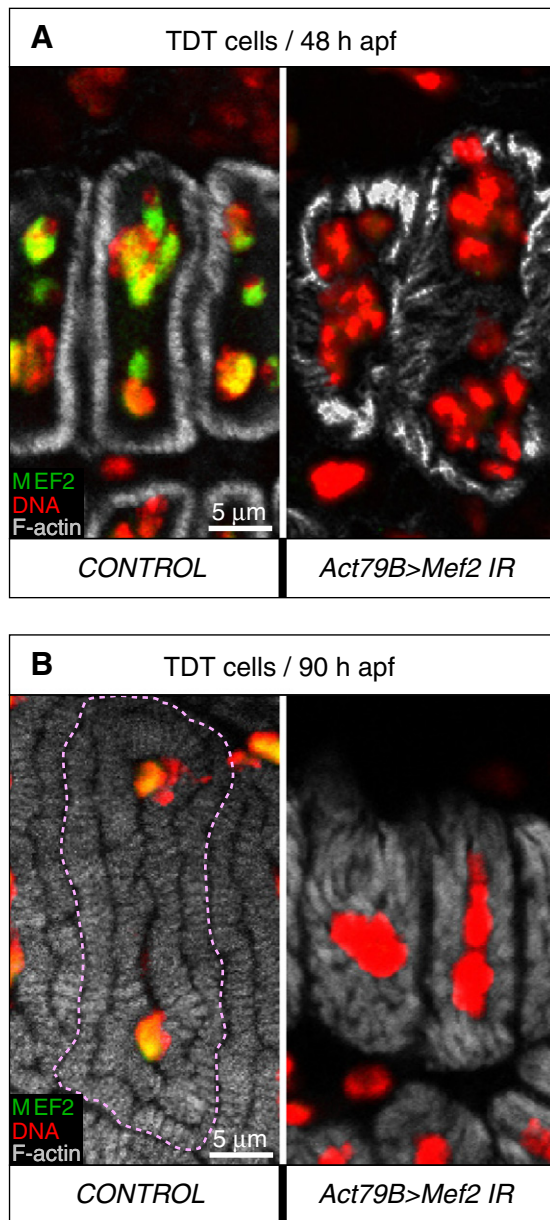 A
TDT cells / 48 h apf
MEF2
DNA
F-actin
5 μm
CONTROL
Act79B>Mef2 IR
B
TDT cells / 90 h apf
MEF2
DNA
F-actin
5 μm
CONTROL
Act79B>Mef2 IR